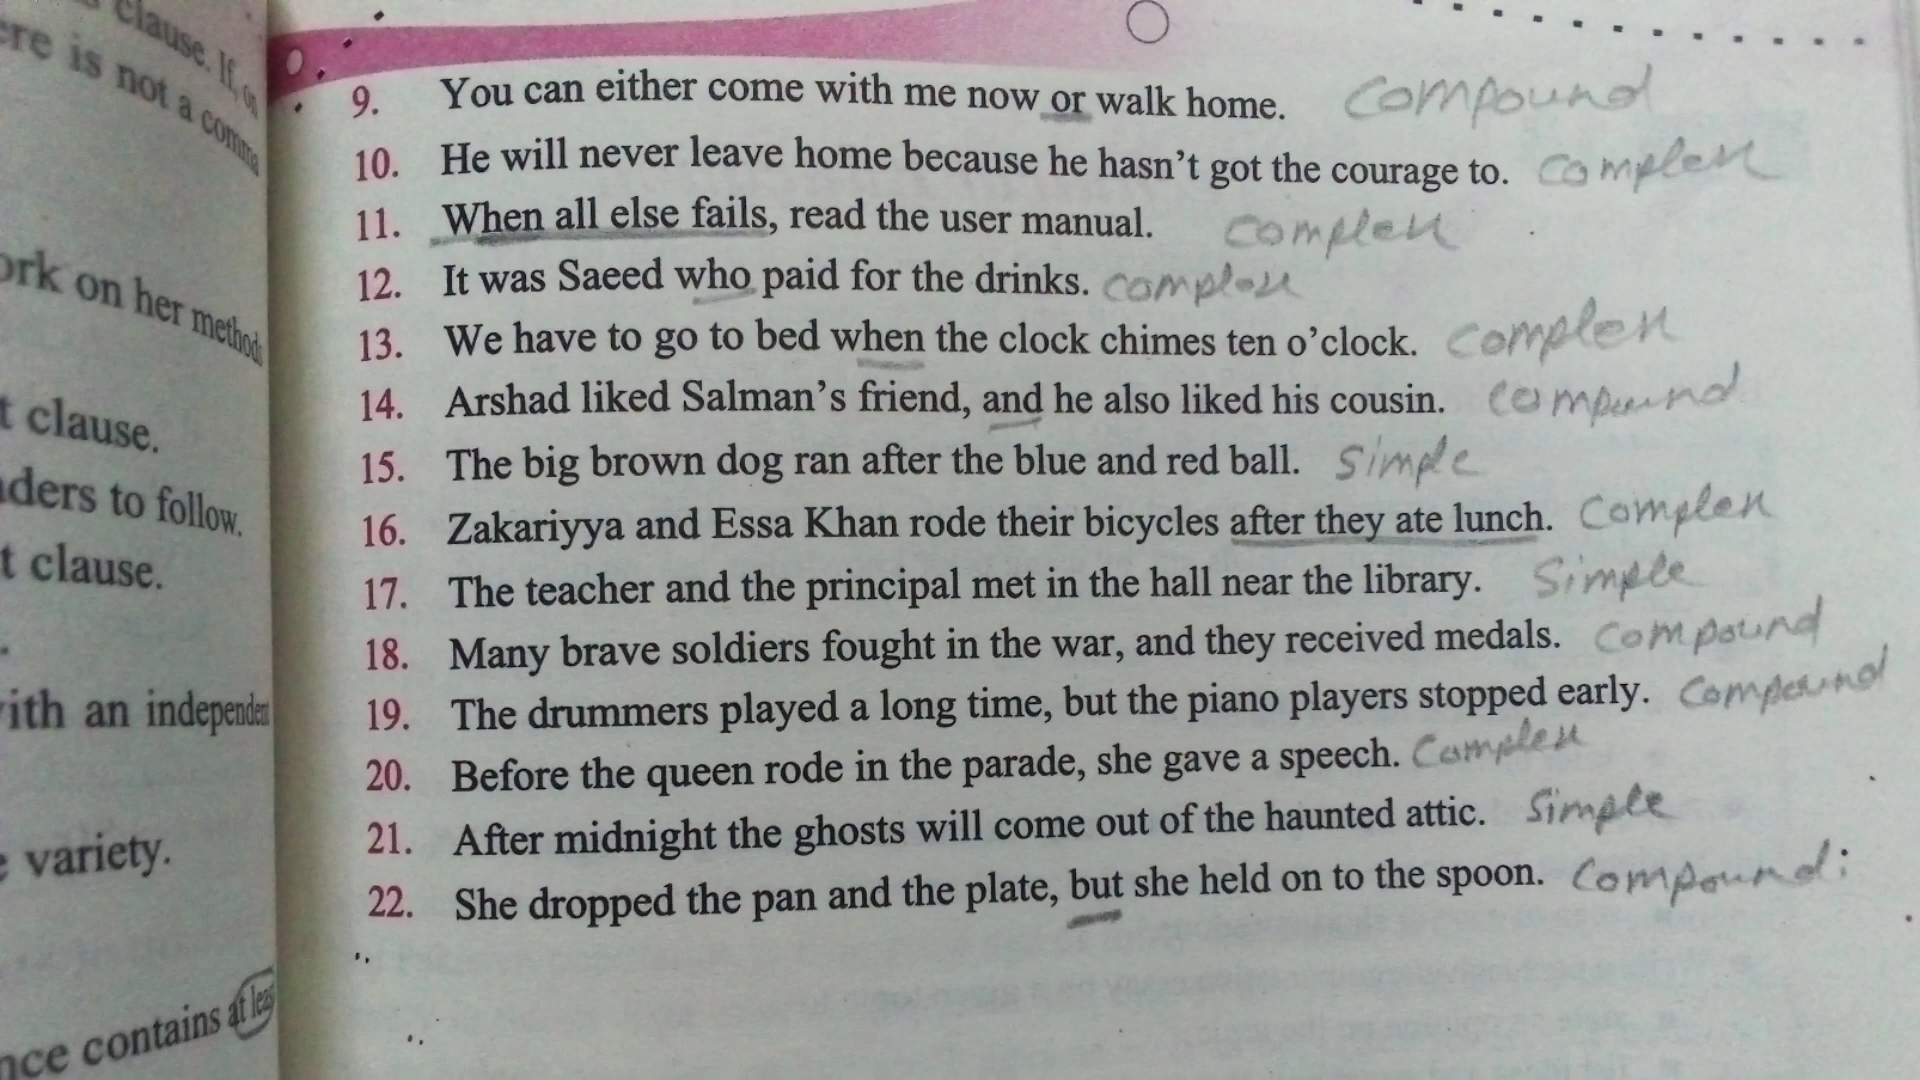 clause. If,
ere is not a comma
ork on her methods
t clause.
ders to follow.
t clause.
ith an independent
variety.
nce contains at leas
9. You can either come with me now or walk home. Compound
10. He will never leave home because he hasn't got the courage to. complex
11. When all else fails, read the user manual. complex
12. It was Saeed who paid for the drinks. complex
13. We have to go to bed when the clock chimes ten o'clock. complex
14. Arshad liked Salman's friend, and he also liked his cousin. compound
15. The big brown dog ran after the blue and red ball. Simple
16. Zakariyya and Essa Khan rode their bicycles after they ate lunch. Complex
17. The teacher and the principal met in the hall near the library. Simple
18. Many brave soldiers fought in the war, and they received medals. compound
19. The drummers played a long time, but the piano players stopped early. Compound
20. Before the queen rode in the parade, she gave a speech. Complex
21. After midnight the ghosts will come out of the haunted attic. Simple
22. She dropped the pan and the plate, but she held on to the spoon. Compound: